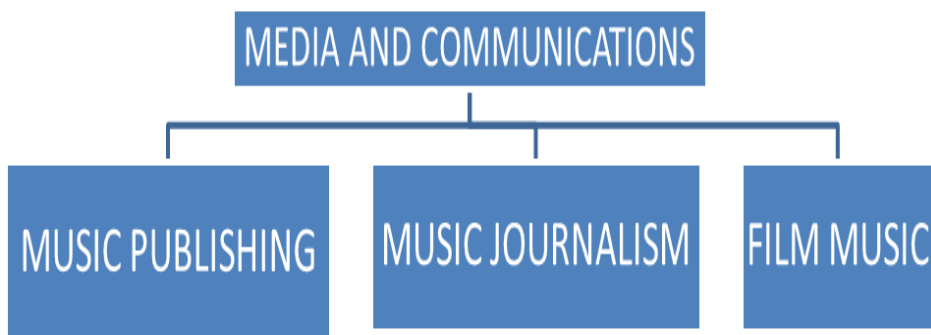 MEDIA AND COMMUNICATIONS
MUSIC PUBLISHING
MUSIC JOURNALISM
FILM MUSIC